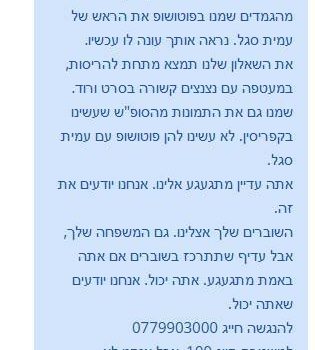 מהגמדים שמנו בפוטושופ את הראש של
עמית סגל. נראה אותך עונה לו עכשיו.
את השאלון שלנו תמצא מתחת להריסות,
במעטפה עם נצנצים קשורה בסרט ורוד.
שמנו גם את התמונות מהסופ"ש שעשינו
בקפריסין. לא עשינו להן פוטושופ עם עמית
סגל.
אתה עדיין מתגעגע אלינו. אנחנו יודעים את
זה.
השוברים שלך אצלינו. גם המשפחה שלך,
אבל עדיף שתתרכז בשוברים אם אתה
באמת מתגעגע. אתה יכול. אנחנו יודעים
שאתה יכול.
להנגשה חייג 0779903000